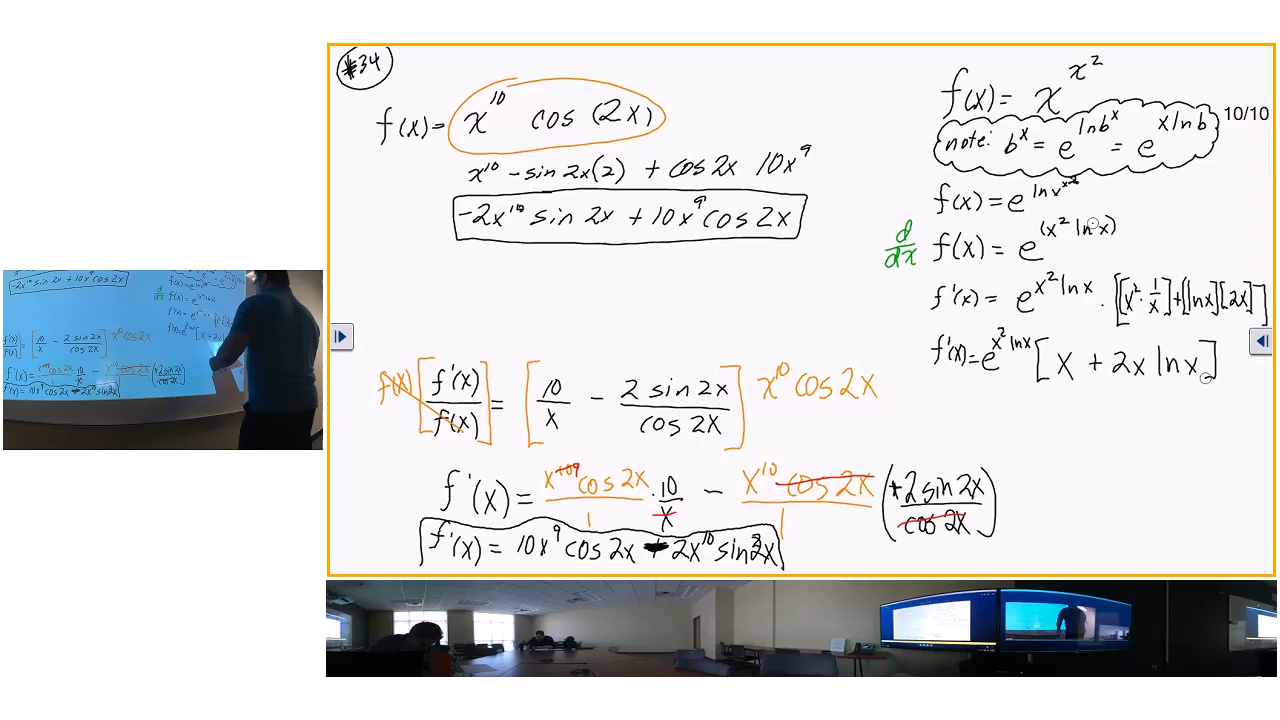 #34
f(x) = x^10 cos (2x)
x^10 - sin 2x(2) + cos 2x 10x^9
-2x^10 sin 2x + 10x^9 cos 2x
f(x) [f'(x)/f(x)] = [10/x - 2 sin 2x/cos 2x] x^10 cos 2x
f'(x) = x^10 9 cos 2x/1 · 10/x - x^10 cos 2x/1 (+2 sin 2x/cos 2x)
f'(x) = 10x^9 cos 2x - 2x^10 sin 2x
f(x) = x^x^2
10/10
note: b^x = e^ln b^x = e^x ln b
f(x) = e^ln x^x^2
d/dx f(x) = e^(x^2 ln x)
f'(x) = e^x^2 ln x · [[x^2 · 1/x] + [ln x][2x]]
f'(x) = e^x^2 ln x [x + 2x ln x]